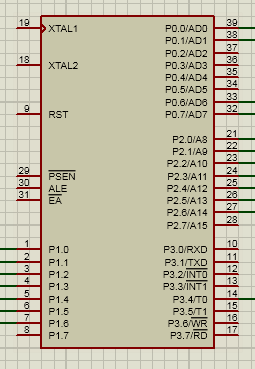 19 XTAL1 P0.0/AD0 39
P0.1/AD1 38
P0.2/AD2 37
18 XTAL2 P0.3/AD3 36
P0.4/AD4 35
P0.5/AD5 34
P0.6/AD6 33
9 RST P0.7/AD7 32
P2.0/A8 21
P2.1/A9 22
P2.2/A10 23
29 PSEN P2.3/A11 24
30 ALE P2.4/A12 25
31 EA P2.5/A13 26
P2.6/A14 27
P2.7/A15 28
1 P1.0 P3.0/RXD 10
2 P1.1 P3.1/TXD 11
3 P1.2 P3.2/INT0 12
4 P1.3 P3.3/INT1 13
5 P1.4 P3.4/T0 14
6 P1.5 P3.5/T1 15
7 P1.6 P3.6/WR 16
8 P1.7 P3.7/RD 17